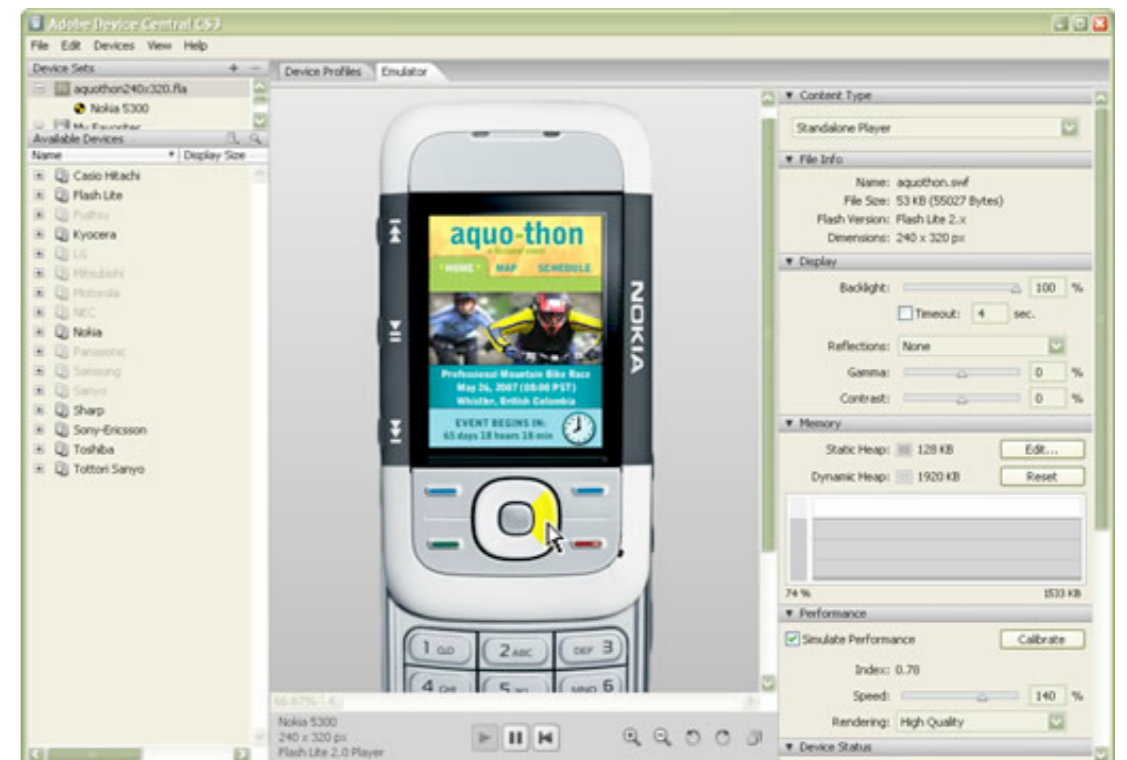 Adobe Device Central CS3
File Edit Devices View Help
Device Sets + −
aquothon240x320.fla
Nokia 5300
My Favorites
Available Devices
Name Display Size
Casio Hitachi
Flash Lite
Fujitsu
Kyocera
LG
Mitsubishi
Motorola
NEC
Nokia
Panasonic
Samsung
Sanyo
Sharp
Sony-Ericsson
Toshiba
Tottori Sanyo
Device Profiles Emulator
aquo-thon
HOME MAP SCHEDULE
Professional Mountain Bike Race
May 26, 2007 (08:00 PST)
Whistler, British Columbia
EVENT BEGINS IN:
65 days 18 hours 18 min
NOKIA
1
2 ABC
DEF 3
4 GHI
5
MNO 6
66.67%
Nokia 5300
240 x 320 px
Flash Lite 2.0 Player
Content Type
Standalone Player
File Info
Name: aquothon.swf
File Size: 53 KB (55027 Bytes)
Flash Version: Flash Lite 2.x
Dimensions: 240 x 320 px
Display
Backlight: 100 %
Timeout: 4 sec.
Reflections: None
Gamma: 0 %
Contrast: 0 %
Memory
Static Heap: 128 KB Edit...
Dynamic Heap: 1920 KB Reset
74 % 1533 KB
Performance
Simulate Performance Calibrate
Index: 0.78
Speed: 140 %
Rendering: High Quality
Device Status